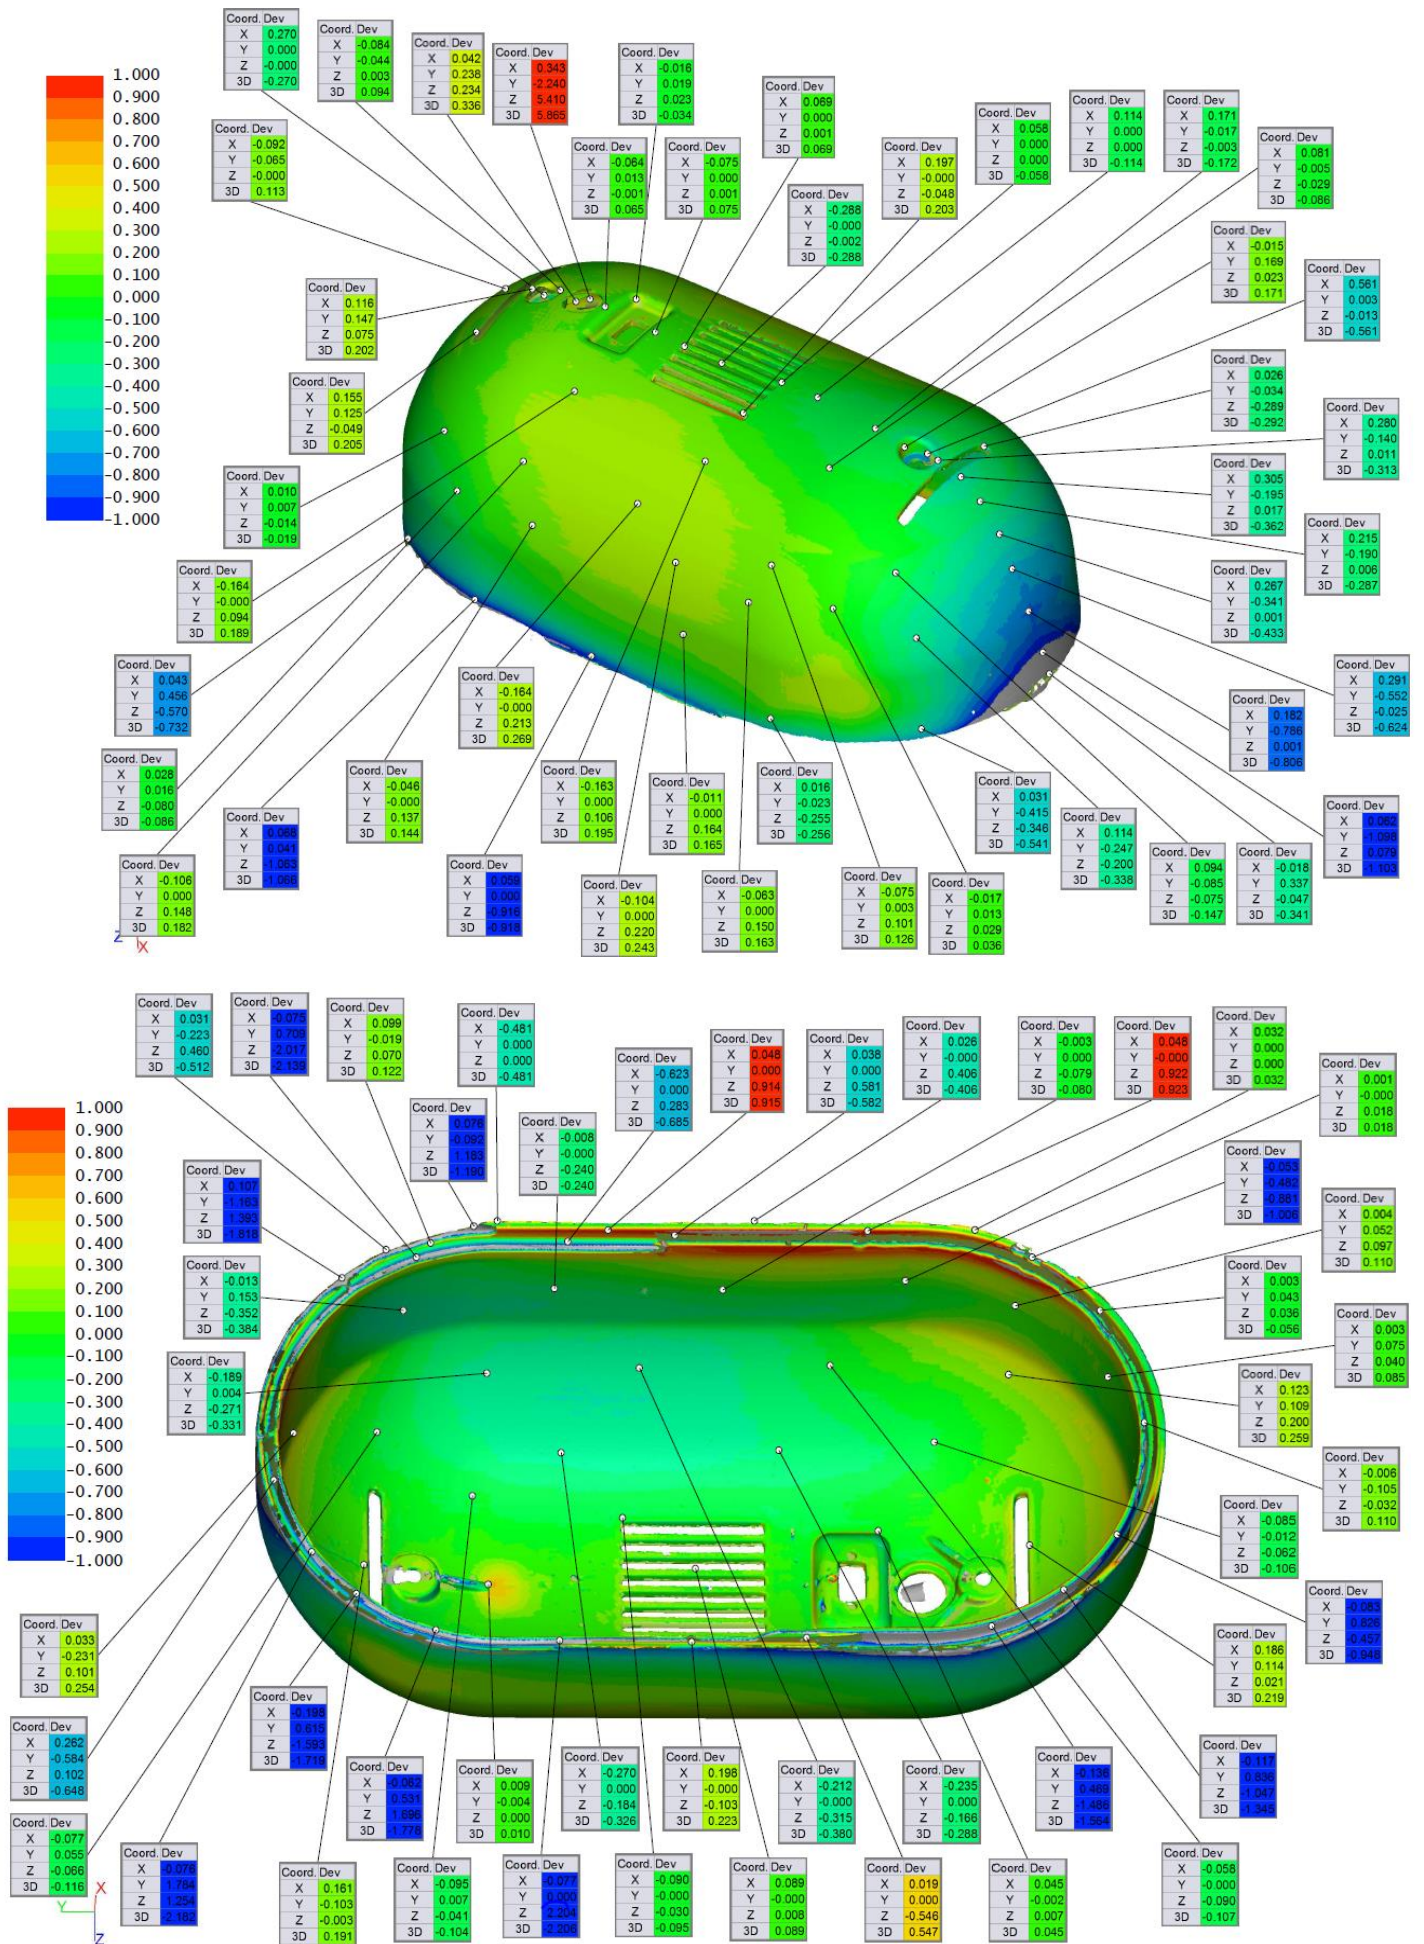 1.000
0.900
0.800
0.700
0.600
0.500
0.400
0.300
0.200
0.100
0.000
-0.100
-0.200
-0.300
-0.400
-0.500
-0.600
-0.700
-0.800
-0.900
-1.000
Coord. Dev
X 0.270
Y 0.000
Z -0.000
3D -0.270
Coord. Dev
X -0.084
Y -0.044
Z 0.003
3D 0.094
Coord. Dev
X 0.042
Y 0.238
Z 0.234
3D 0.336
Coord. Dev
X 0.343
Y -2.240
Z 5.410
3D 5.865
Coord. Dev
X -0.016
Y 0.019
Z 0.023
3D -0.034
Coord. Dev
X 0.069
Y 0.000
Z 0.001
3D 0.069
Coord. Dev
X 0.058
Y 0.000
Z 0.000
3D -0.058
Coord. Dev
X 0.114
Y 0.000
Z 0.000
3D -0.114
Coord. Dev
X 0.171
Y -0.017
Z -0.003
3D -0.172
Coord. Dev
X 0.081
Y -0.005
Z -0.029
3D -0.086
Coord. Dev
X -0.092
Y -0.065
Z -0.000
3D 0.113
Coord. Dev
X -0.064
Y 0.013
Z -0.001
3D 0.065
Coord. Dev
X -0.075
Y 0.000
Z 0.001
3D 0.075
Coord. Dev
X 0.197
Y -0.000
Z -0.048
3D 0.203
Coord. Dev
X -0.288
Y -0.000
Z -0.002
3D -0.288
Coord. Dev
X -0.015
Y 0.169
Z 0.023
3D 0.171
Coord. Dev
X 0.561
Y 0.003
Z -0.013
3D -0.561
Coord. Dev
X 0.116
Y 0.147
Z 0.075
3D 0.202
Coord. Dev
X 0.026
Y -0.034
Z -0.289
3D -0.292
Coord. Dev
X 0.155
Y 0.125
Z -0.049
3D 0.205
Coord. Dev
X 0.280
Y -0.140
Z 0.011
3D -0.313
Coord. Dev
X 0.305
Y -0.195
Z 0.017
3D -0.362
Coord. Dev
X 0.010
Y 0.007
Z -0.014
3D -0.019
Coord. Dev
X 0.215
Y -0.190
Z 0.006
3D -0.287
Coord. Dev
X -0.164
Y -0.000
Z 0.094
3D 0.189
Coord. Dev
X 0.267
Y -0.341
Z 0.001
3D -0.433
Coord. Dev
X 0.043
Y 0.456
Z -0.570
3D -0.732
Coord. Dev
X -0.164
Y -0.000
Z 0.213
3D 0.269
Coord. Dev
X 0.291
Y -0.552
Z -0.025
3D -0.624
Coord. Dev
X 0.182
Y -0.786
Z 0.001
3D -0.806
Coord. Dev
X 0.028
Y 0.016
Z -0.080
3D -0.086
Coord. Dev
X -0.046
Y -0.000
Z 0.137
3D 0.144
Coord. Dev
X -0.163
Y 0.000
Z 0.106
3D 0.195
Coord. Dev
X -0.011
Y 0.000
Z 0.164
3D 0.165
Coord. Dev
X 0.016
Y -0.023
Z -0.255
3D -0.256
Coord. Dev
X 0.031
Y -0.415
Z -0.346
3D -0.541
Coord. Dev
X 0.062
Y -1.098
Z 0.079
3D -1.103
Coord. Dev
X 0.068
Y 0.041
Z -1.063
3D -1.066
Coord. Dev
X 0.114
Y -0.247
Z -0.200
3D -0.338
Coord. Dev
X 0.094
Y -0.085
Z -0.075
3D -0.147
Coord. Dev
X -0.018
Y 0.337
Z -0.047
3D -0.341
Coord. Dev
X -0.106
Y 0.000
Z 0.148
3D 0.182
Coord. Dev
X 0.059
Y 0.000
Z -0.916
3D -0.918
Coord. Dev
X -0.104
Y 0.000
Z 0.220
3D 0.243
Coord. Dev
X -0.063
Y 0.000
Z 0.150
3D 0.163
Coord. Dev
X -0.075
Y 0.003
Z 0.101
3D 0.126
Coord. Dev
X -0.017
Y 0.013
Z 0.029
3D 0.036
Z
X
1.000
0.900
0.800
0.700
0.600
0.500
0.400
0.300
0.200
0.100
0.000
-0.100
-0.200
-0.300
-0.400
-0.500
-0.600
-0.700
-0.800
-0.900
-1.000
Coord. Dev
X 0.031
Y -0.223
Z 0.460
3D -0.512
Coord. Dev
X -0.075
Y 0.709
Z -2.017
3D -2.139
Coord. Dev
X 0.099
Y -0.019
Z 0.070
3D 0.122
Coord. Dev
X -0.481
Y 0.000
Z 0.000
3D -0.481
Coord. Dev
X -0.623
Y 0.000
Z 0.283
3D -0.685
Coord. Dev
X 0.048
Y 0.000
Z 0.914
3D 0.915
Coord. Dev
X 0.038
Y 0.000
Z 0.581
3D -0.582
Coord. Dev
X 0.026
Y -0.000
Z 0.406
3D -0.406
Coord. Dev
X -0.003
Y 0.000
Z -0.079
3D -0.080
Coord. Dev
X 0.048
Y -0.000
Z 0.922
3D 0.923
Coord. Dev
X 0.032
Y 0.000
Z 0.000
3D 0.032
Coord. Dev
X 0.001
Y -0.000
Z 0.018
3D 0.018
Coord. Dev
X 0.076
Y -0.092
Z 1.183
3D -1.190
Coord. Dev
X -0.008
Y -0.000
Z -0.240
3D -0.240
Coord. Dev
X -0.053
Y -0.482
Z -0.881
3D -1.006
Coord. Dev
X 0.107
Y -1.163
Z 1.393
3D -1.818
Coord. Dev
X 0.004
Y 0.052
Z 0.097
3D 0.110
Coord. Dev
X -0.013
Y 0.153
Z -0.352
3D -0.384
Coord. Dev
X 0.003
Y 0.043
Z 0.036
3D -0.056
Coord. Dev
X 0.003
Y 0.075
Z 0.040
3D 0.085
Coord. Dev
X -0.189
Y 0.004
Z -0.271
3D -0.331
Coord. Dev
X 0.123
Y 0.109
Z 0.200
3D 0.259
Coord. Dev
X -0.006
Y -0.105
Z -0.032
3D 0.110
Coord. Dev
X -0.085
Y -0.012
Z -0.062
3D -0.106
Coord. Dev
X -0.083
Y 0.826
Z -0.457
3D -0.948
Coord. Dev
X 0.033
Y -0.231
Z 0.101
3D 0.254
Coord. Dev
X 0.186
Y 0.114
Z 0.021
3D 0.219
Coord. Dev
X -0.198
Y 0.615
Z -1.593
3D -1.719
Coord. Dev
X 0.262
Y -0.584
Z 0.102
3D -0.648
Coord. Dev
X -0.062
Y 0.531
Z 1.696
3D -1.778
Coord. Dev
X 0.009
Y -0.004
Z 0.000
3D 0.010
Coord. Dev
X -0.270
Y 0.000
Z -0.184
3D -0.326
Coord. Dev
X 0.198
Y -0.000
Z -0.103
3D 0.223
Coord. Dev
X -0.212
Y -0.000
Z -0.315
3D -0.380
Coord. Dev
X -0.235
Y -0.000
Z -0.166
3D -0.288
Coord. Dev
X -0.136
Y 0.469
Z -1.486
3D -1.564
Coord. Dev
X -0.117
Y 0.836
Z -1.047
3D -1.345
Coord. Dev
X -0.077
Y 0.055
Z -0.066
3D -0.116
Coord. Dev
X -0.076
Y 1.784
Z 1.254
3D -2.182
Coord. Dev
X 0.161
Y -0.103
Z -0.003
3D 0.191
Coord. Dev
X -0.095
Y 0.007
Z -0.041
3D -0.104
Coord. Dev
X -0.077
Y 0.000
Z 2.204
3D -2.206
Coord. Dev
X -0.090
Y -0.000
Z -0.030
3D -0.095
Coord. Dev
X 0.089
Y -0.000
Z 0.008
3D 0.089
Coord. Dev
X 0.019
Y 0.000
Z -0.546
3D 0.547
Coord. Dev
X 0.045
Y -0.002
Z 0.007
3D 0.045
Coord. Dev
X -0.058
Y -0.000
Z -0.090
3D -0.107
X
Y
Z